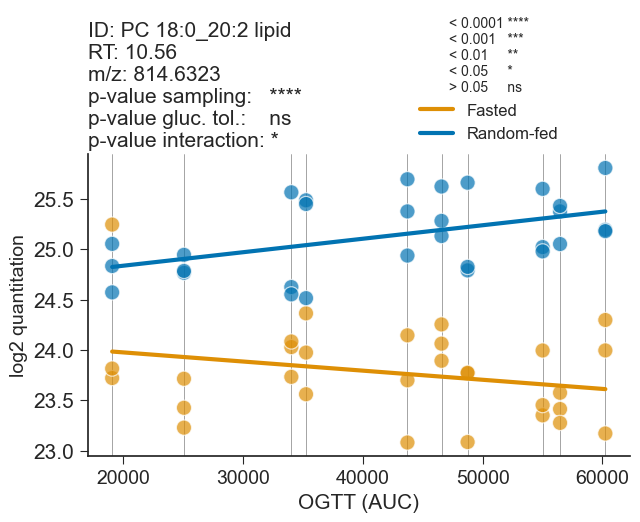 ID: PC 18:0_20:2 lipid
RT: 10.56
m/z: 814.6323
p-value sampling: ****
p-value gluc. tol.: ns
p-value interaction: *
< 0.0001 ****
< 0.001 ***
< 0.01 **
< 0.05 *
> 0.05 ns
Fasted
Random-fed
log2 quantitation
25.5
25.0
24.5
24.0
23.5
23.0
20000 30000 40000 50000 60000
OGTT (AUC)